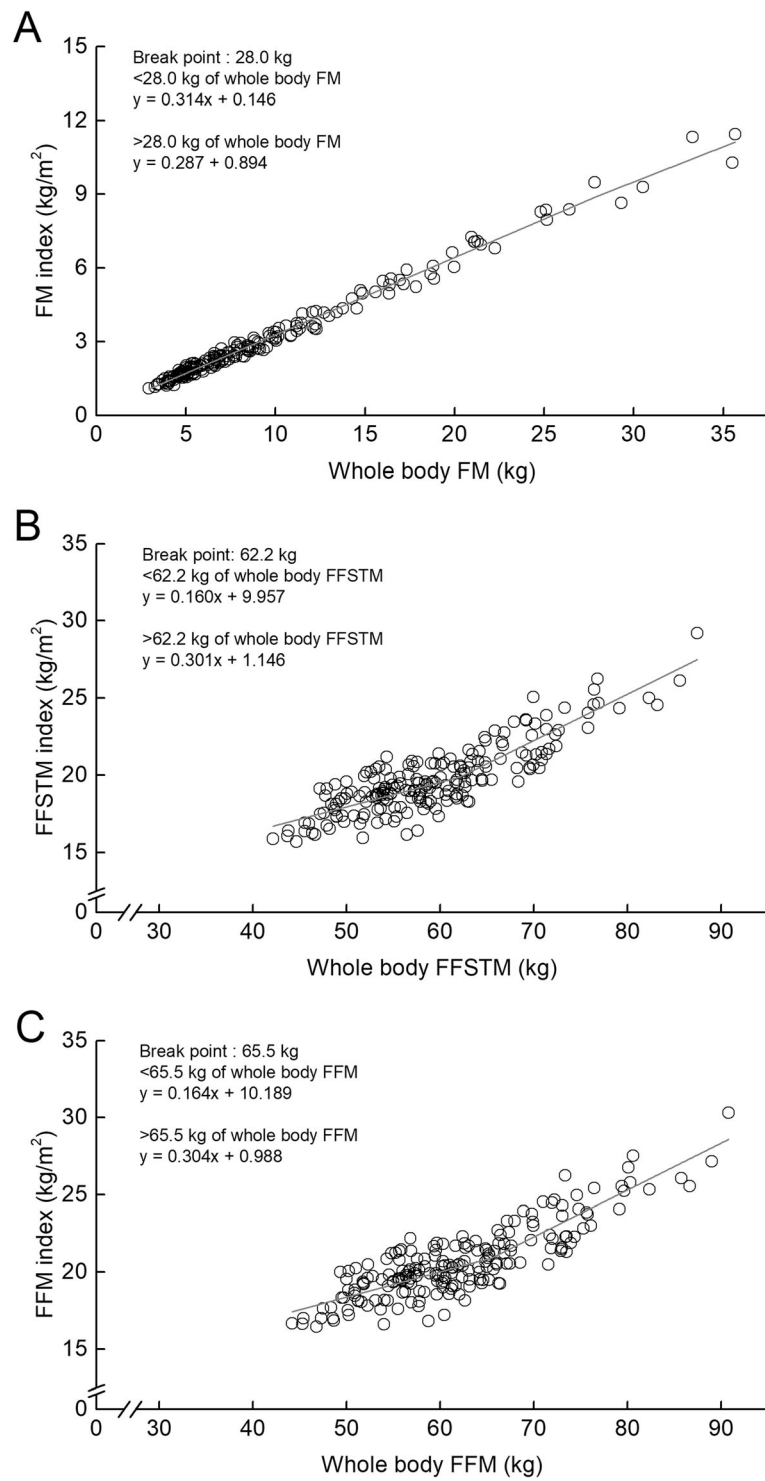 A
Break point : 28.0 kg
<28.0 kg of whole body FM
y = 0.314x + 0.146
>28.0 kg of whole body FM
y = 0.287 + 0.894
15
12
9
6
3
0
FM index (kg/m²)
0 5 10 15 20 25 30 35
Whole body FM (kg)
B
Break point: 62.2 kg
<62.2 kg of whole body FFSTM
y = 0.160x + 9.957
>62.2 kg of whole body FFSTM
y = 0.301x + 1.146
35
30
25
20
15
0
FFSTM index (kg/m²)
0 30 40 50 60 70 80 90
Whole body FFSTM (kg)
C
Break point : 65.5 kg
<65.5 kg of whole body FFM
y = 0.164x + 10.189
>65.5 kg of whole body FFM
y = 0.304x + 0.988
35
30
25
20
15
0
FFM index (kg/m²)
0 30 40 50 60 70 80 90
Whole body FFM (kg)